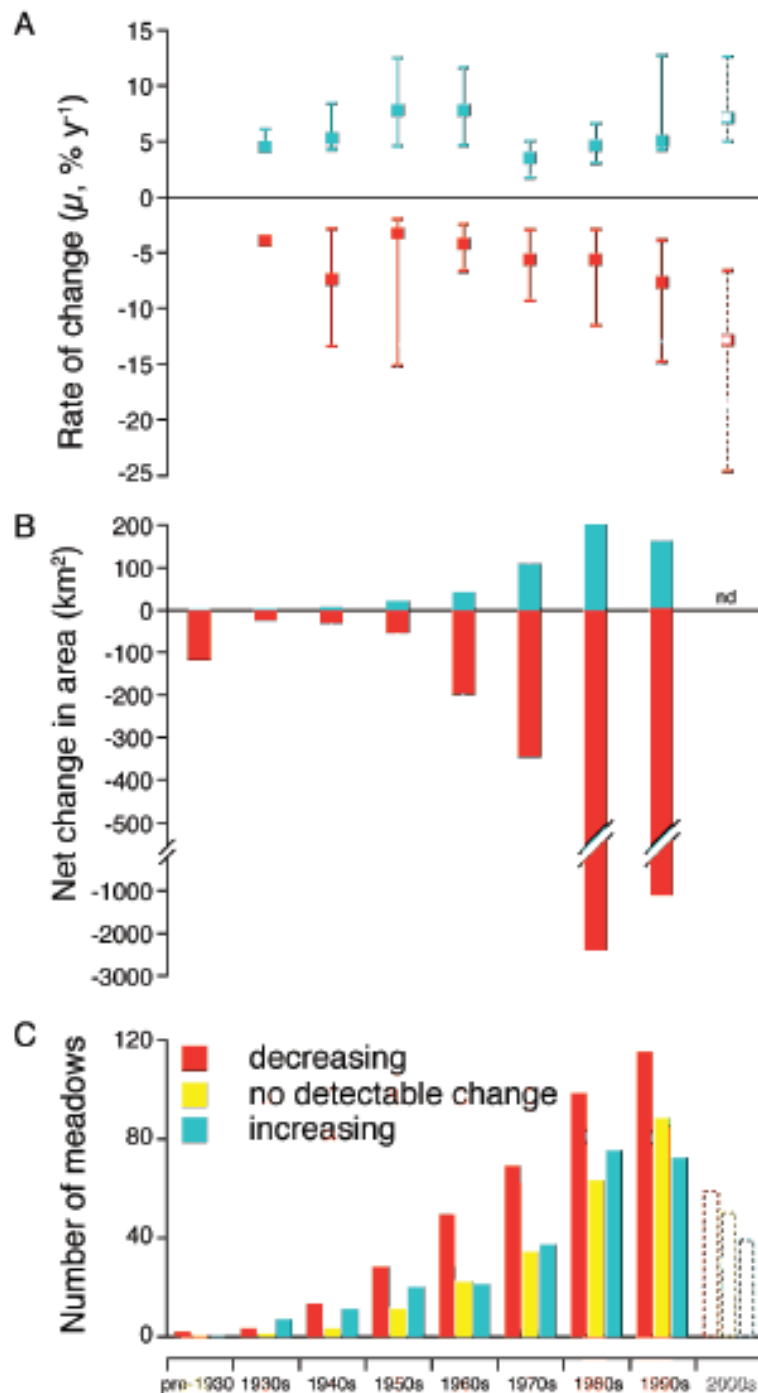 A
Rate of change (μ, % y⁻¹)
15
10
5
0
-5
-10
-15
-20
-25
B
Net change in area (km²)
200
100
0
-100
-200
-300
-400
-500
-1000
-2000
-3000
nd
C
Number of meadows
120
80
40
0
decreasing
no detectable change
increasing
pre-1930 1930s 1940s 1950s 1960s 1970s 1980s 1990s 2000s